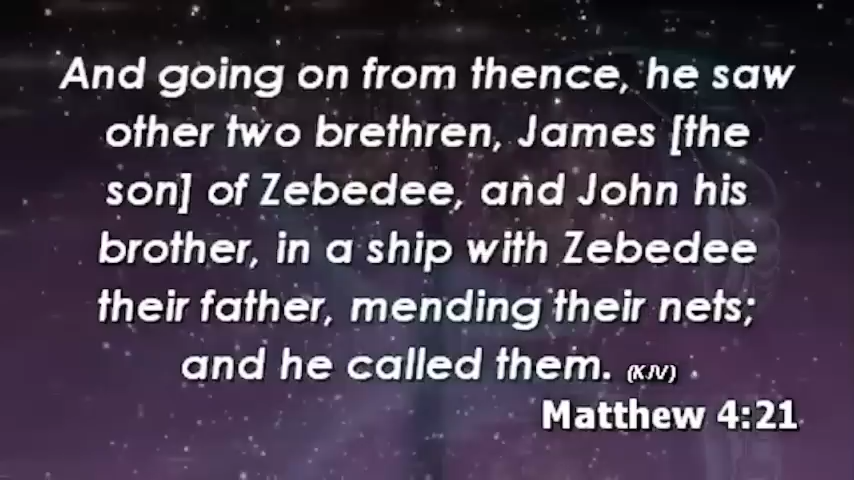 And going on from thence, he saw
other two brethren, James [the
son] of Zebedee, and John his
brother, in a ship with Zebedee
their father, mending their nets;
and he called them. (KJV)
Matthew 4:21